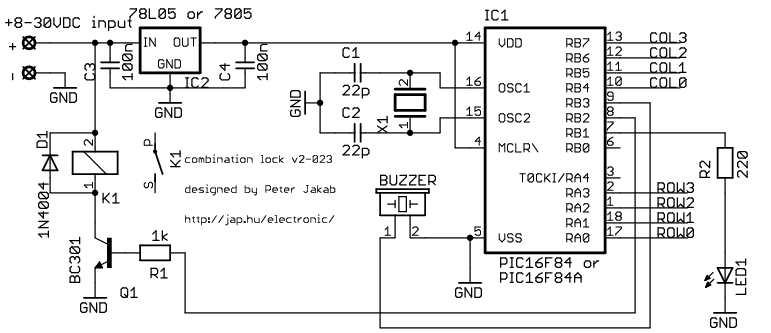 +8-30VDC input
78L05 or 7805
IN OUT
GND
IC2
+
-
GND
C3
100n
C4
100n
GND
C1
22p
C2
22p
GND
X1
2
1
IC1
14
VDD
16
OSC1
15
OSC2
4
MCLR\
5
VSS
RB7
13
COL3
RB6
12
COL2
RB5
11
COL1
RB4
10
COL0
RB3
9
RB2
8
RB1
7
RB0
6
T0CKI/RA4
3
RA3
2
ROW3
RA2
1
ROW2
RA1
18
ROW1
RA0
17
ROW0
PIC16F84 or
PIC16F84A
GND
BUZZER
1
2
D1
1N4004
2
1
K1
P
S
K1
combination lock v2-023
designed by Peter Jakab
http://jap.hu/electronic/
BC301
Q1
GND
1k
R1
R2
220
LED1
GND